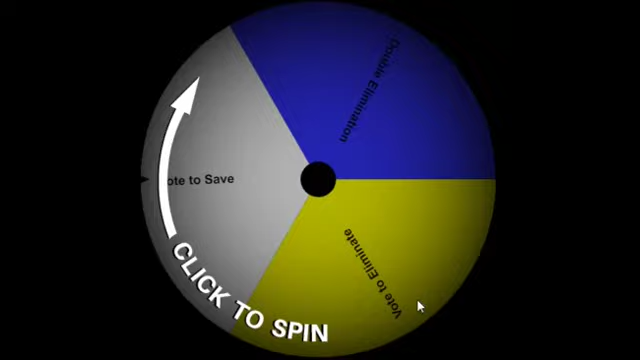 Double Elimination
ote to Save
Vote to Eliminate
CLICK TO SPIN